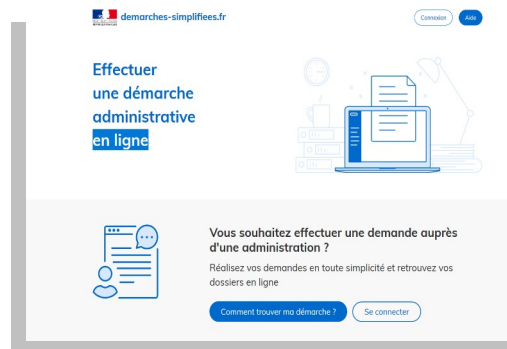 demarches-simplifiees.fr
Connexion
Aide
Effectuer
une démarche
administrative
en ligne
Vous souhaitez effectuer une demande auprès
d'une administration ?
Réalisez vos demandes en toute simplicité et retrouvez vos
dossiers en ligne
Comment trouver ma démarche ?
Se connecter